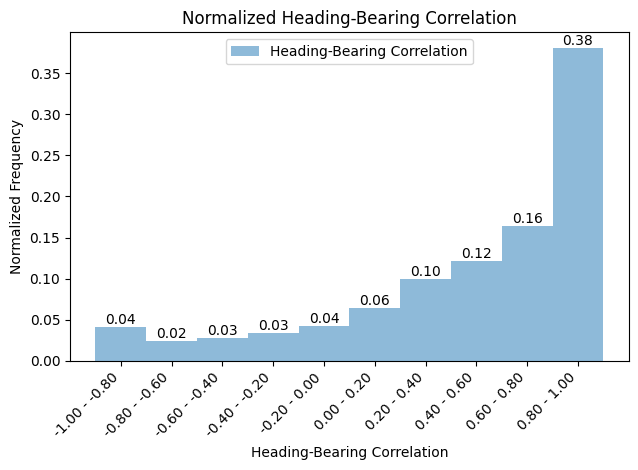 Normalized Heading-Bearing Correlation
Heading-Bearing Correlation
Normalized Frequency
0.35
0.30
0.25
0.20
0.15
0.10
0.05
0.00
0.04
0.02
0.03
0.03
0.04
0.06
0.10
0.12
0.16
0.38
-1.00 - -0.80
-0.80 - -0.60
-0.60 - -0.40
-0.40 - -0.20
-0.20 - 0.00
0.00 - 0.20
0.20 - 0.40
0.40 - 0.60
0.60 - 0.80
0.80 - 1.00
Heading-Bearing Correlation